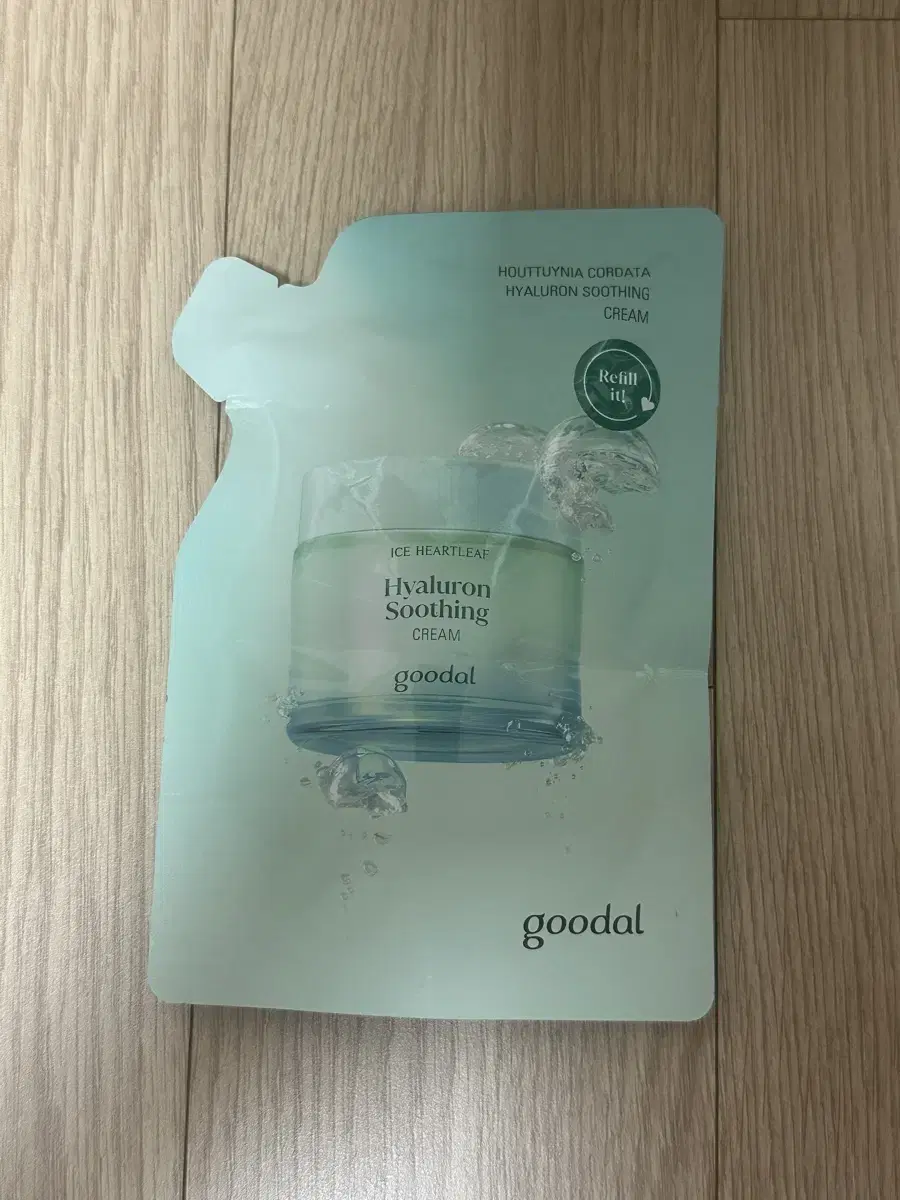 HOUTTUYNIA CORDATA
HYALURON SOOTHING
CREAM
Refill
it!
ICE HEARTLEAF
Hyaluron
Soothing
CREAM
goodal
goodal